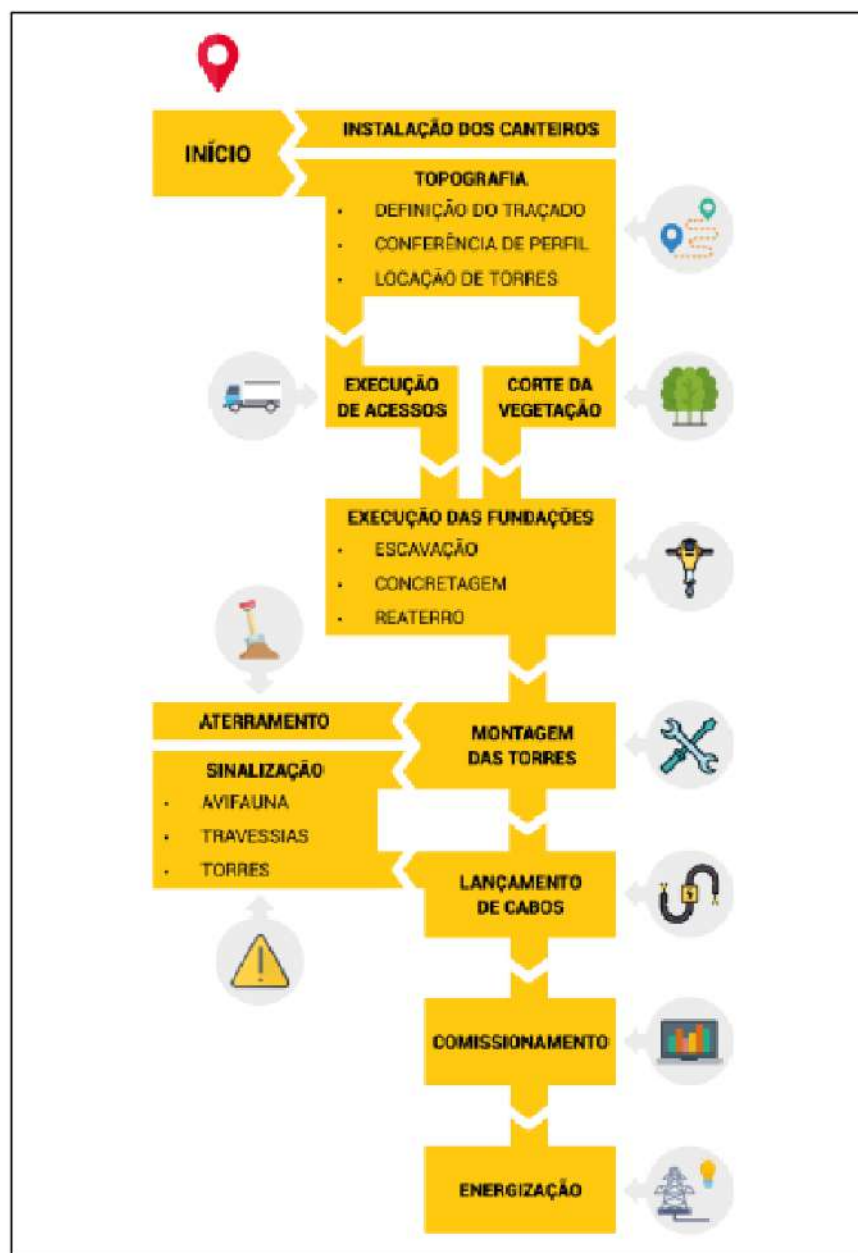 INÍCIO
INSTALAÇÃO DOS CANTEIROS
TOPOGRAFIA
• DEFINIÇÃO DO TRAÇADO
• CONFERÊNCIA DE PERFIL
• LOCAÇÃO DE TORRES
EXECUÇÃO
DE ACESSOS
CORTE DA
VEGETAÇÃO
EXECUÇÃO DAS FUNDAÇÕES
• ESCAVAÇÃO
• CONCRETAGEM
• REATERRO
ATERRAMENTO
MONTAGEM
DAS TORRES
SINALIZAÇÃO
• AVIFAUNA
• TRAVESSIAS
• TORRES
LANÇAMENTO
DE CABOS
COMISSIONAMENTO
ENERGIZAÇÃO